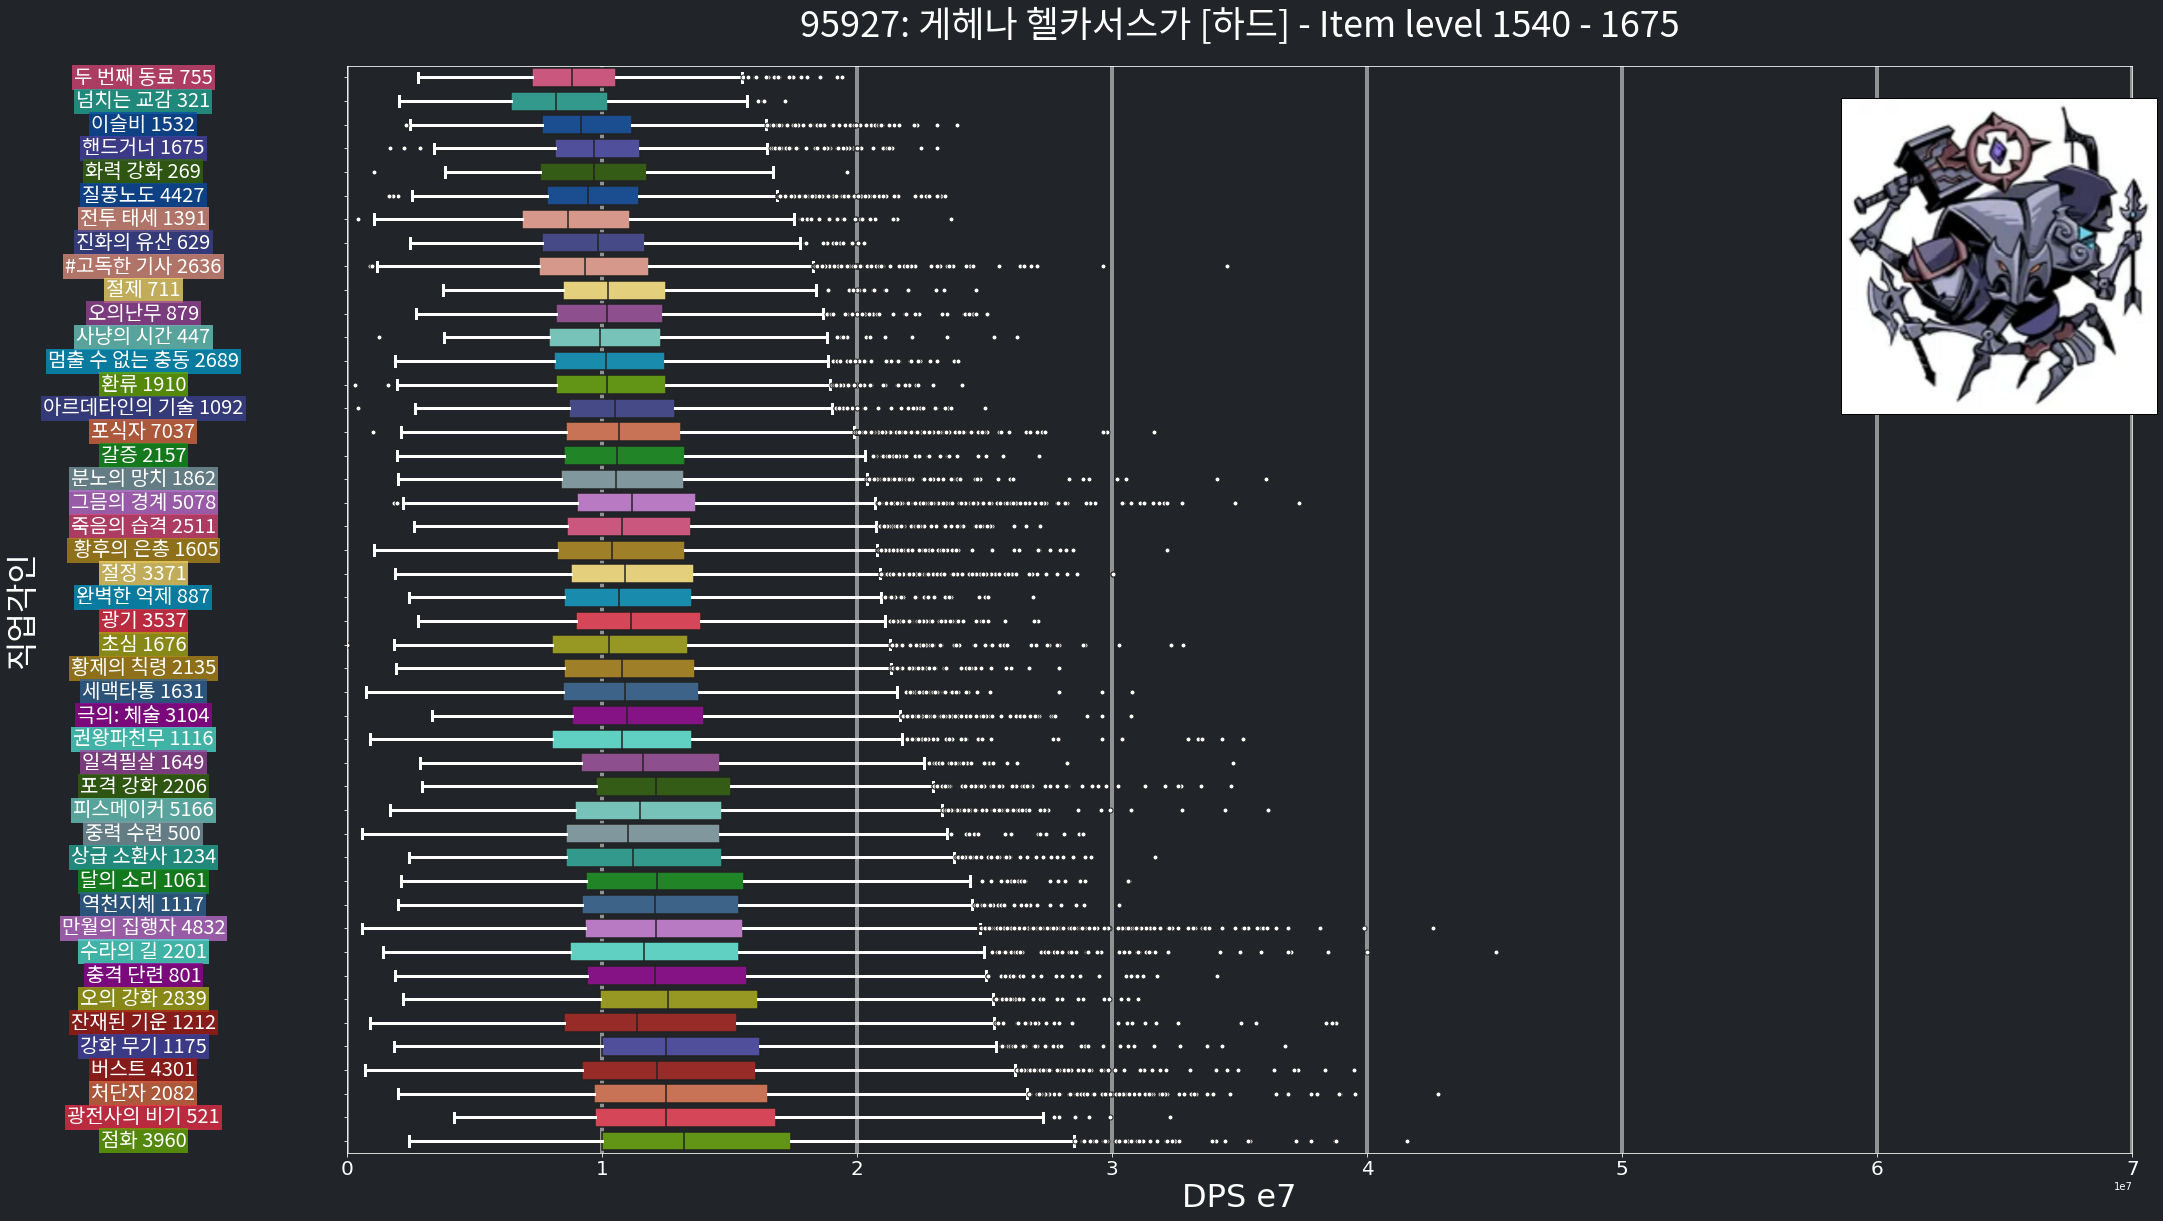 95927: 게헤나 헬카서스가 [하드] - Item level 1540 - 1675
두 번째 동료 755
넘치는 교감 321
이슬비 1532
핸드거너 1675
화력 강화 269
질풍노도 4427
전투 태세 1391
진화의 유산 629
#고독한 기사 2636
절제 711
오의난무 879
사냥의 시간 447
멈출 수 없는 충동 2689
환류 1910
아르데타인의 기술 1092
포식자 7037
갈증 2157
분노의 망치 1862
그믐의 경계 5078
죽음의 습격 2511
황후의 은총 1605
절정 3371
완벽한 억제 887
광기 3537
초심 1676
황제의 칙령 2135
세맥타통 1631
극의: 체술 3104
권왕파천무 1116
일격필살 1649
포격 강화 2206
피스메이커 5166
중력 수련 500
상급 소환사 1234
달의 소리 1061
역천지체 1117
만월의 집행자 4832
수라의 길 2201
충격 단련 801
오의 강화 2839
잔재된 기운 1212
강화 무기 1175
버스트 4301
처단자 2082
광전사의 비기 521
점화 3960
직업각인
0 1 2 3 4 5 6 7
1e7
DPS e7